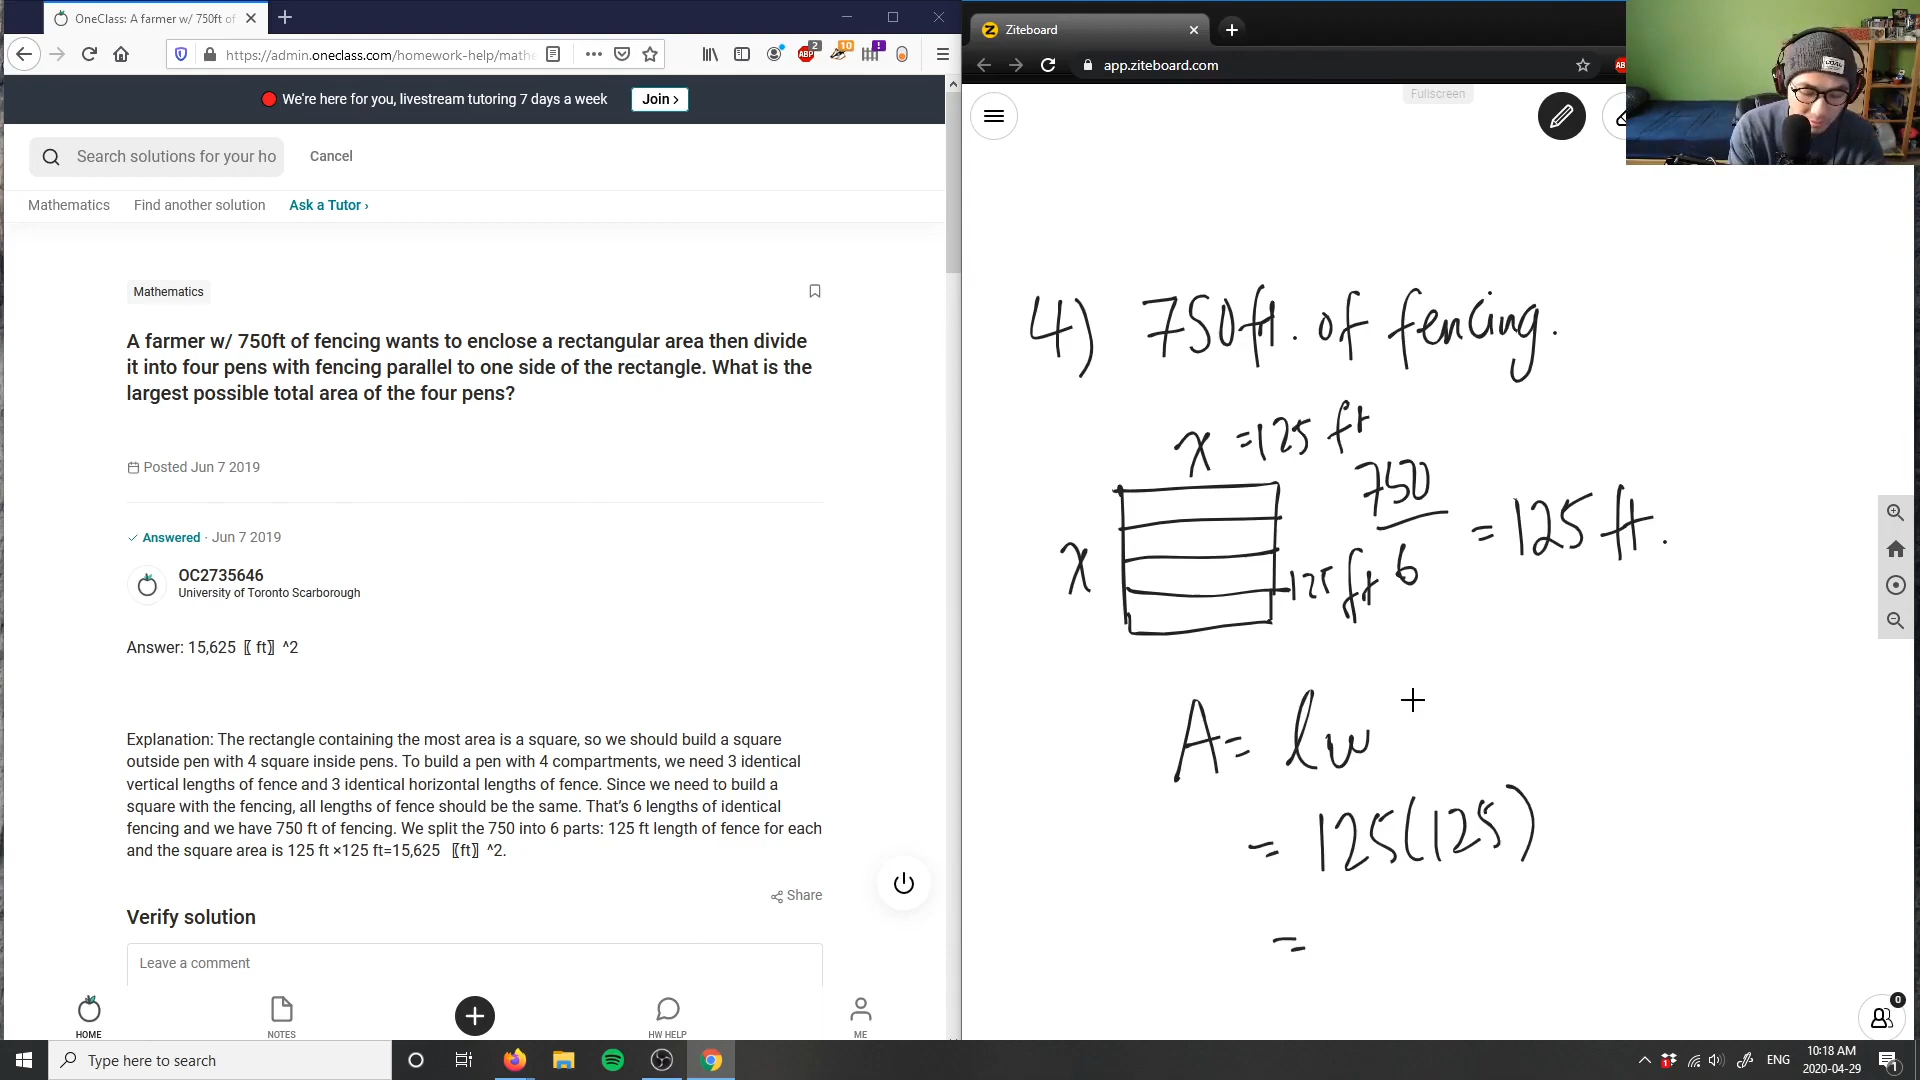 OneClass: A farmer w/ 750ft of
https://admin.oneclass.com/homework-help/mathe
ABP
2
10
!
We're here for you, livestream tutoring 7 days a week
Join ›
Search solutions for your ho
Cancel
Mathematics
Find another solution
Ask a Tutor ›
Mathematics
A farmer w/ 750ft of fencing wants to enclose a rectangular area then divide
it into four pens with fencing parallel to one side of the rectangle. What is the
largest possible total area of the four pens?
Posted Jun 7 2019
Answered · Jun 7 2019
OC2735646
University of Toronto Scarborough
Answer: 15,625 〖 ft〗 ^2
Explanation: The rectangle containing the most area is a square, so we should build a square
outside pen with 4 square inside pens. To build a pen with 4 compartments, we need 3 identical
vertical lengths of fence and 3 identical horizontal lengths of fence. Since we need to build a
square with the fencing, all lengths of fence should be the same. That's 6 lengths of identical
fencing and we have 750 ft of fencing. We split the 750 into 6 parts: 125 ft length of fence for each
and the square area is 125 ft ×125 ft=15,625 〖ft〗 ^2.
Share
Verify solution
Leave a comment
HOME
NOTES
HW HELP
ME
Ziteboard
app.ziteboard.com
AB
Fullscreen
4) 750ft. of fencing.
x = 125 ft
750
6
= 125 ft.
x
125 ft
A = lw
= 125(125)
=
0
Type here to search
ENG
10:18 AM
2020-04-29
1